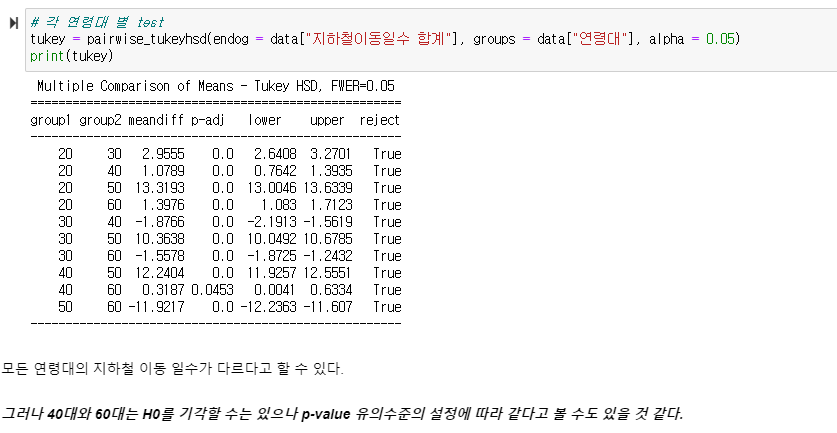 # 각 연령대 별 test
tukey = pairwise_tukeyhsd(endog = data["지하철이동일수 합계"], groups = data["연령대"], alpha = 0.05)
print(tukey)
Multiple Comparison of Means - Tukey HSD, FWER=0.05
=====================================================
group1 group2 meandiff p-adj lower upper reject
-----------------------------------------------------
20 30 2.9555 0.0 2.6408 3.2701 True
20 40 1.0789 0.0 0.7642 1.3935 True
20 50 13.3193 0.0 13.0046 13.6339 True
20 60 1.3976 0.0 1.083 1.7123 True
30 40 -1.8766 0.0 -2.1913 -1.5619 True
30 50 10.3638 0.0 10.0492 10.6785 True
30 60 -1.5578 0.0 -1.8725 -1.2432 True
40 50 12.2404 0.0 11.9257 12.5551 True
40 60 0.3187 0.0453 0.0041 0.6334 True
50 60 -11.9217 0.0 -12.2363 -11.607 True
-----------------------------------------------------
모든 연령대의 지하철 이동 일수가 다르다고 할 수 있다.
그러나 40대와 60대는 H0를 기각할 수는 있으나 p-value 유의수준의 설정에 따라 같다고 볼 수도 있을 것 같다.